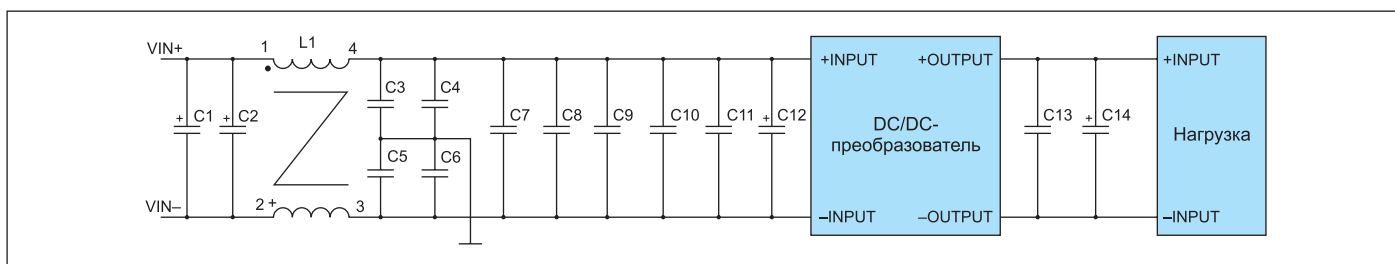 VIN+
1 L1 4
+ C1
+ C2
C3
C4
C5
C6
C7
C8
C9
C10
C11
+ C12
+INPUT +OUTPUT
DC/DC-
преобразователь
–INPUT –OUTPUT
C13
+ C14
+INPUT
Нагрузка
–INPUT
VIN–
2 + 3